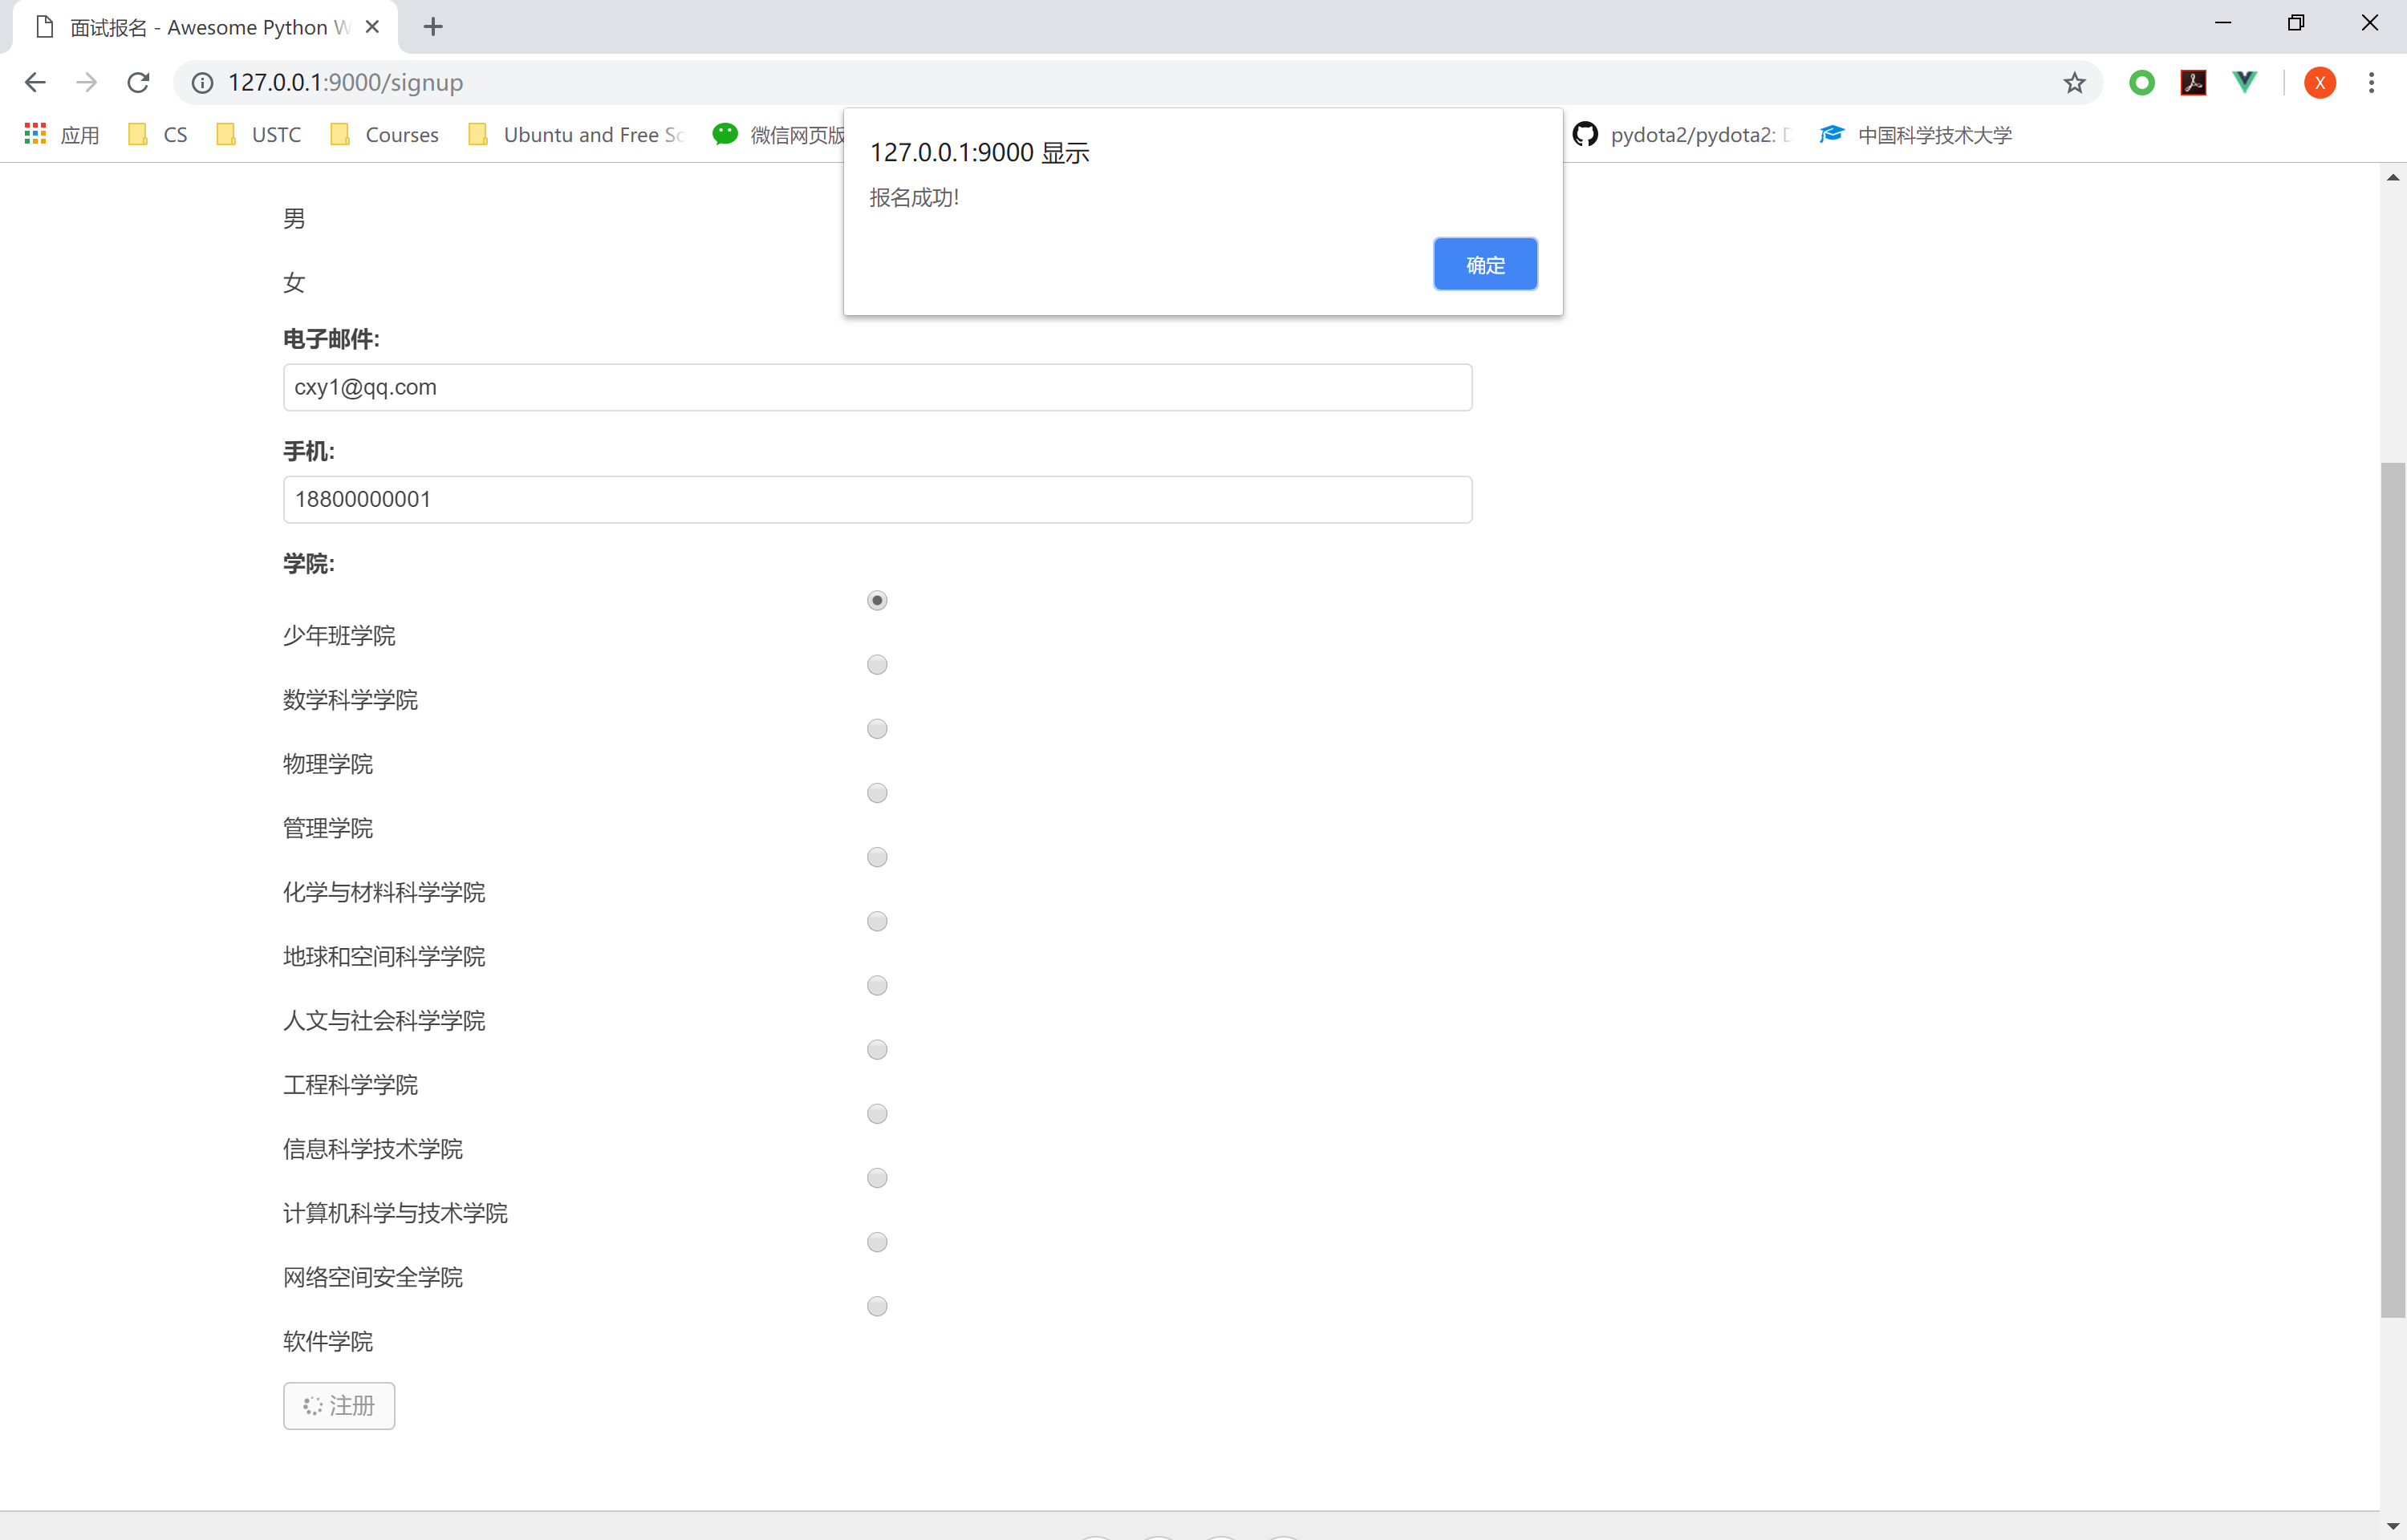 面试报名 - Awesome Python W
127.0.0.1:9000/signup
应用 CS USTC Courses Ubuntu and Free 微信网页版 pydota2/pydota2: 中国科学技术大学
127.0.0.1:9000 显示
报名成功!
确定
男
女
电子邮件:
cxy1@qq.com
手机:
18800000001
学院:
少年班学院
数学科学学院
物理学院
管理学院
化学与材料科学学院
地球和空间科学学院
人文与社会科学学院
工程科学学院
信息科学技术学院
计算机科学与技术学院
网络空间安全学院
软件学院
注册
X